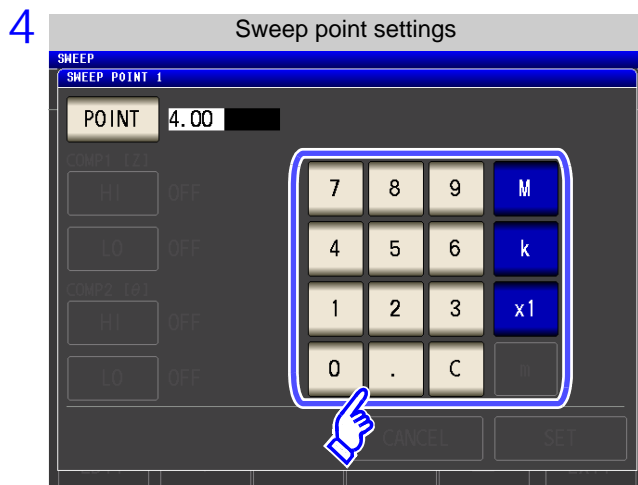 4
Sweep point settings
SWEEP
SWEEP POINT 1
POINT 4.00
COMP1 [Z]
HI OFF
7 8 9 M
LO OFF
4 5 6 k
COMP2 [θ]
HI OFF
1 2 3 x1
LO OFF
0 . C m
CANCEL SET